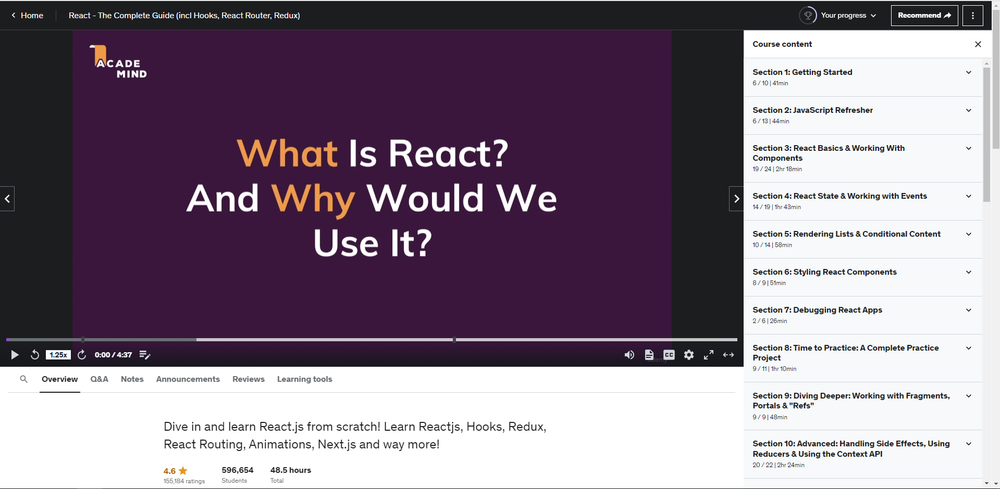 Home
React - The Complete Guide (incl Hooks, React Router, Redux)
Your progress
Recommend
ACADE
MIND
What Is React?
And Why Would We
Use It?
1.25x
0:00 / 4:37
CC
udemy
Overview
Q&A
Notes
Announcements
Reviews
Learning tools
Dive in and learn React.js from scratch! Learn Reactjs, Hooks, Redux,
React Routing, Animations, Next.js and way more!
4.6
155,184 ratings
596,654
Students
48.5 hours
Total
Course content
Section 1: Getting Started
6 / 10 | 41min
Section 2: JavaScript Refresher
6 / 13 | 44min
Section 3: React Basics & Working With
Components
19 / 24 | 2hr 18min
Section 4: React State & Working with Events
14 / 19 | 1hr 43min
Section 5: Rendering Lists & Conditional Content
10 / 14 | 58min
Section 6: Styling React Components
8 / 9 | 51min
Section 7: Debugging React Apps
2 / 6 | 26min
Section 8: Time to Practice: A Complete Practice
Project
9 / 11 | 1hr 10min
Section 9: Diving Deeper: Working with Fragments,
Portals & "Refs"
9 / 9 | 48min
Section 10: Advanced: Handling Side Effects, Using
Reducers & Using the Context API
20 / 22 | 2hr 24min